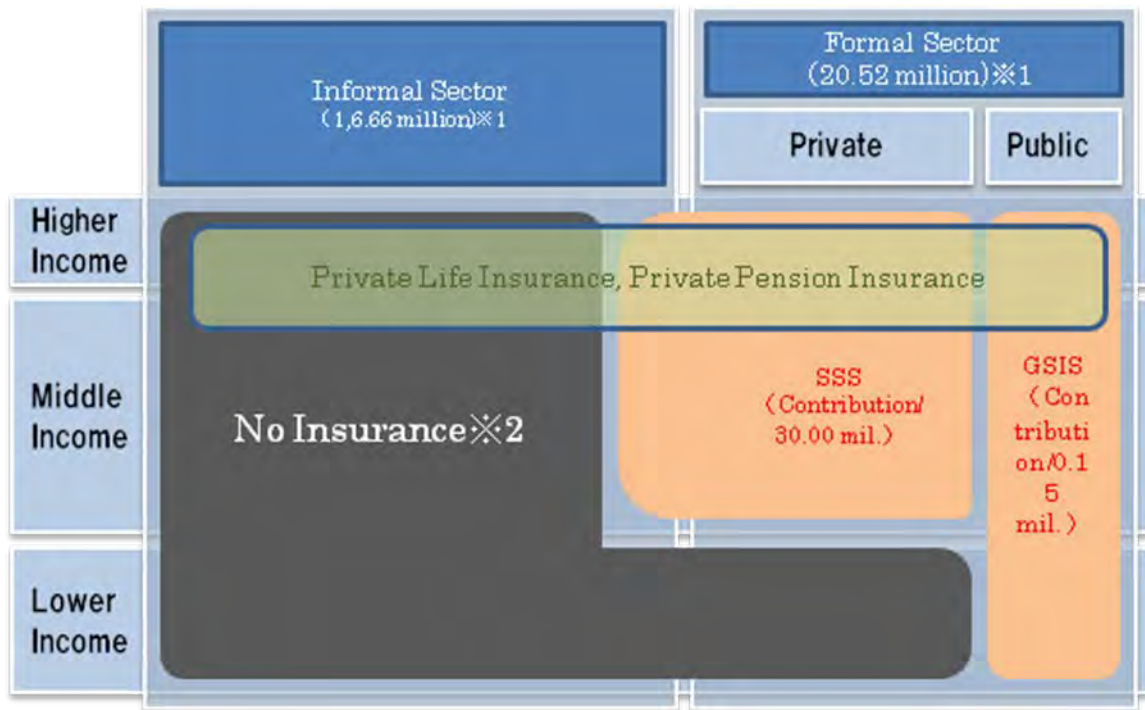 Informal Sector
（1,6.66 million)※1
Formal Sector
(20.52 million)※1
Private
Public
Higher
Income
Private Life Insurance, Private Pension Insurance
Middle
Income
No Insurance※2
SSS
（Contribution/
30.00 mil.）
GSIS
（Con
tributi
on/0.1
5
mil.）
Lower
Income